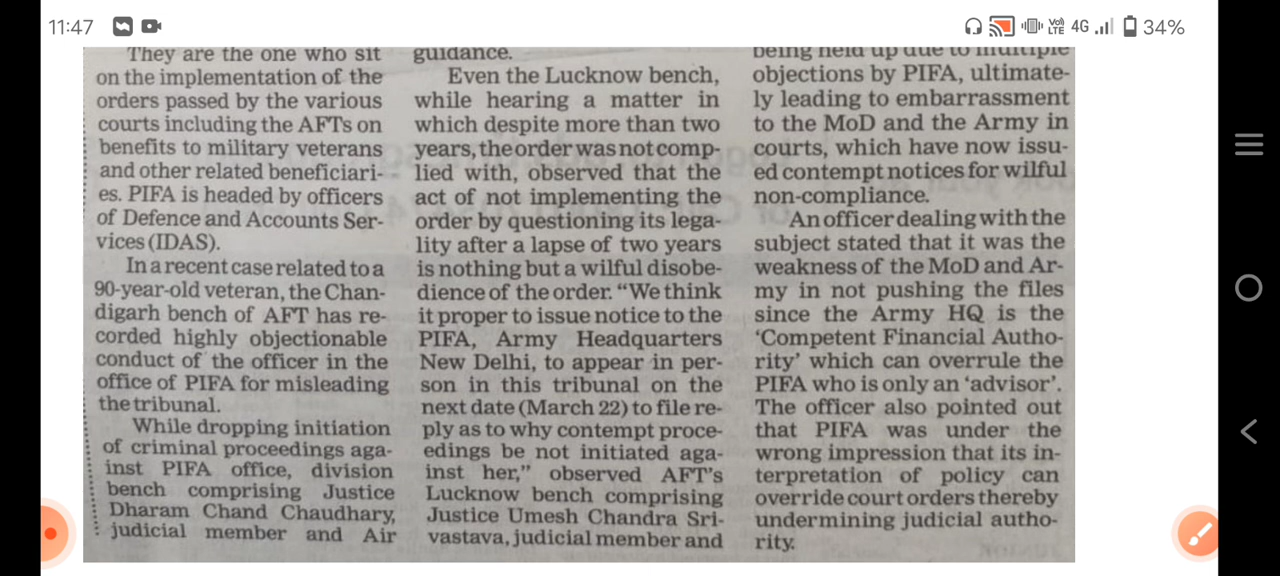 11:47
Vo)) LTE 4G 34%
They are the one who sit
on the implementation of the
orders passed by the various
courts including the AFTs on
benefits to military veterans
and other related beneficiari-
es. PIFA is headed by officers
of Defence and Accounts Ser-
vices (IDAS).
In a recent case related to a
90-year-old veteran, the Chan-
digarh bench of AFT has re-
corded highly objectionable
conduct of the officer in the
office of PIFA for misleading
the tribunal.
While dropping initiation
of criminal proceedings aga-
inst PIFA office, division
bench comprising Justice
Dharam Chand Chaudhary,
judicial member and Air
guidance.
Even the Lucknow bench,
while hearing a matter in
which despite more than two
years, the order was not comp-
lied with, observed that the
act of not implementing the
order by questioning its lega-
lity after a lapse of two years
is nothing but a wilful disobe-
dience of the order. “We think
it proper to issue notice to the
PIFA, Army Headquarters
New Delhi, to appear in per-
son in this tribunal on the
next date (March 22) to file re-
ply as to why contempt proce-
edings be not initiated aga-
inst her,” observed AFT's
Lucknow bench comprising
Justice Umesh Chandra Sri-
vastava, judicial member and
being held up due to multiple
objections by PIFA, ultimate-
ly leading to embarrassment
to the MoD and the Army in
courts, which have now issu-
ed contempt notices for wilful
non-compliance.
An officer dealing with the
subject stated that it was the
weakness of the MoD and Ar-
my in not pushing the files
since the Army HQ is the
‘Competent Financial Autho-
rity’ which can overrule the
PIFA who is only an ‘advisor’.
The officer also pointed out
that PIFA was under the
wrong impression that its in-
terpretation of policy can
override court orders thereby
undermining judicial autho-
rity.